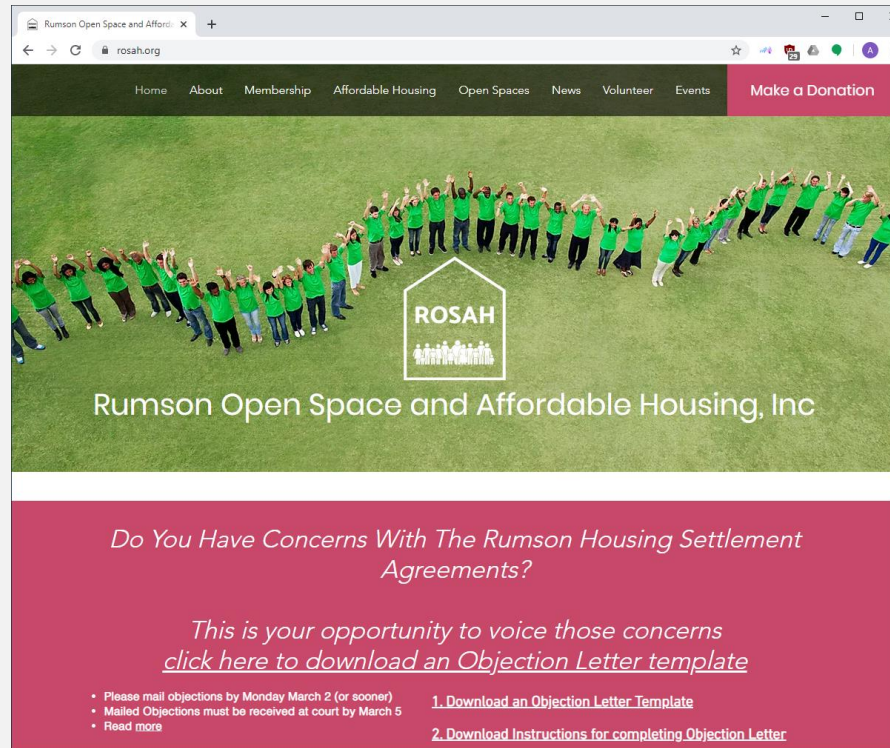 Rumson Open Space and Afford
rosah.org
29
A
Home About Membership Affordable Housing Open Spaces News Volunteer Events Make a Donation
ROSAH
Rumson Open Space and Affordable Housing, Inc
Do You Have Concerns With The Rumson Housing Settlement
Agreements?
This is your opportunity to voice those concerns
click here to download an Objection Letter template
• Please mail objections by Monday March 2 (or sooner)
• Mailed Objections must be received at court by March 5
• Read more
1. Download an Objection Letter Template
2. Download Instructions for completing Objection Letter